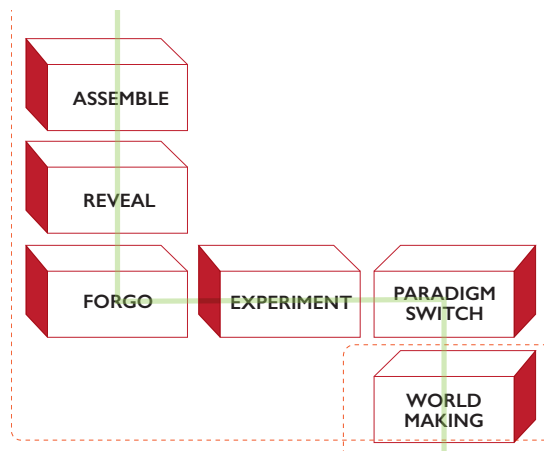 ASSEMBLE
REVEAL
FORGO
EXPERIMENT
PARADIGM
SWITCH
WORLD
MAKING